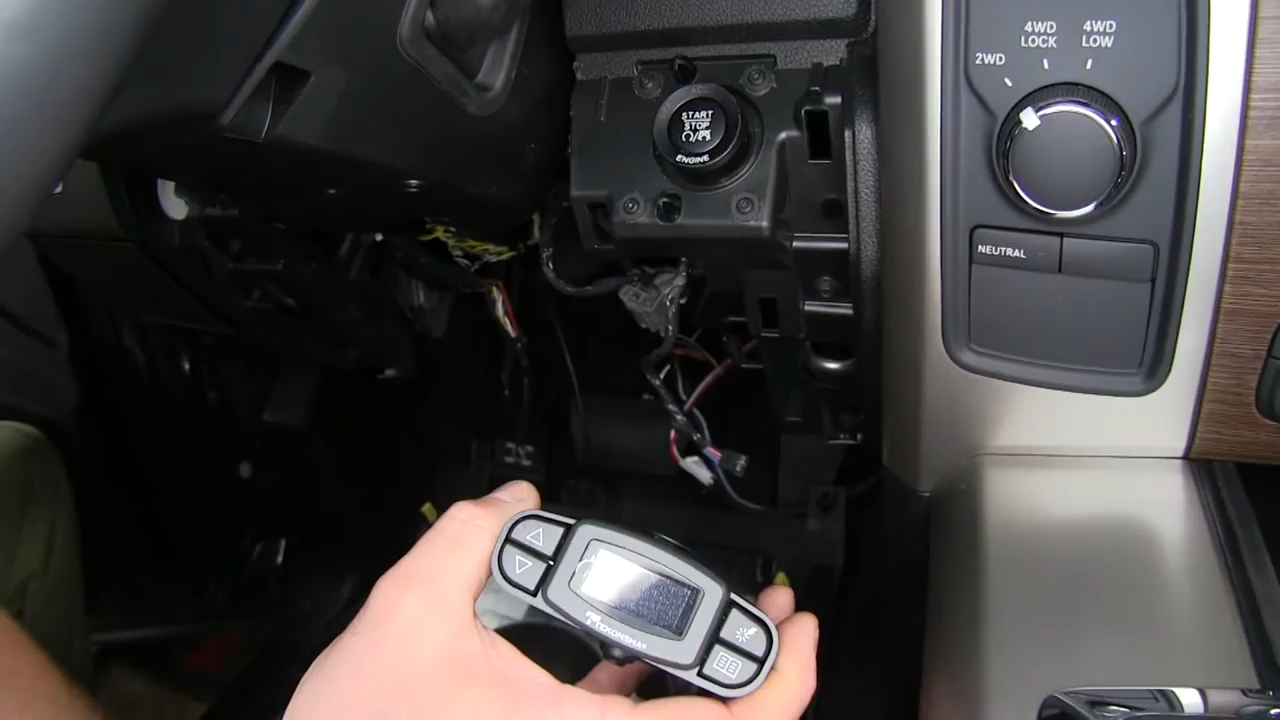 4WD
LOCK
4WD
LOW
2WD
START
STOP
ENGINE
NEUTRAL
TEKONSHA